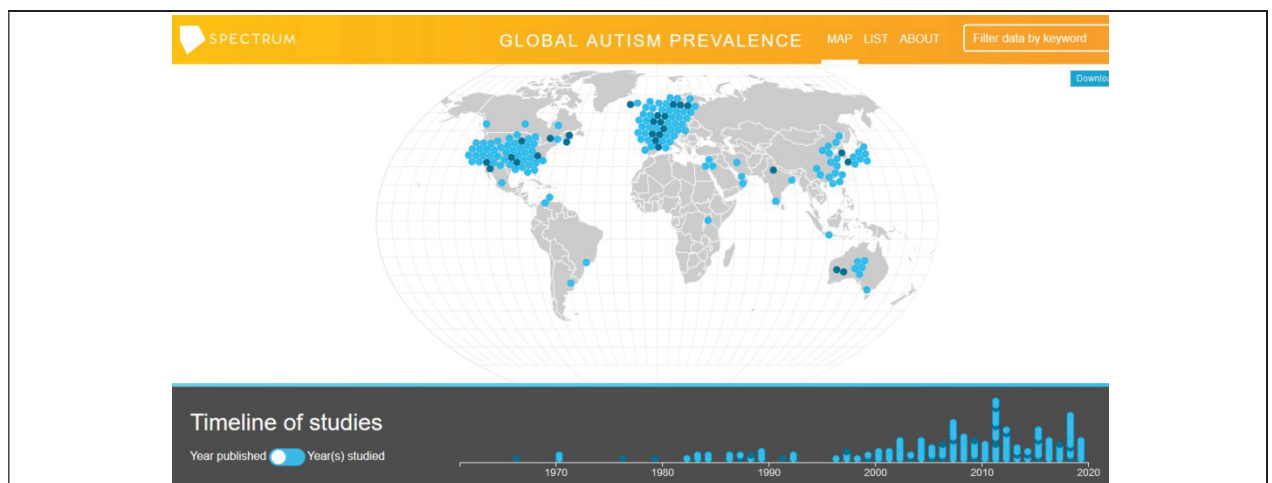 SPECTRUM
GLOBAL AUTISM PREVALENCE
MAP LIST ABOUT
Filter data by keyword
Timeline of studies
Year published Year(s) studied
1970 1980 1990 2000 2010 2020